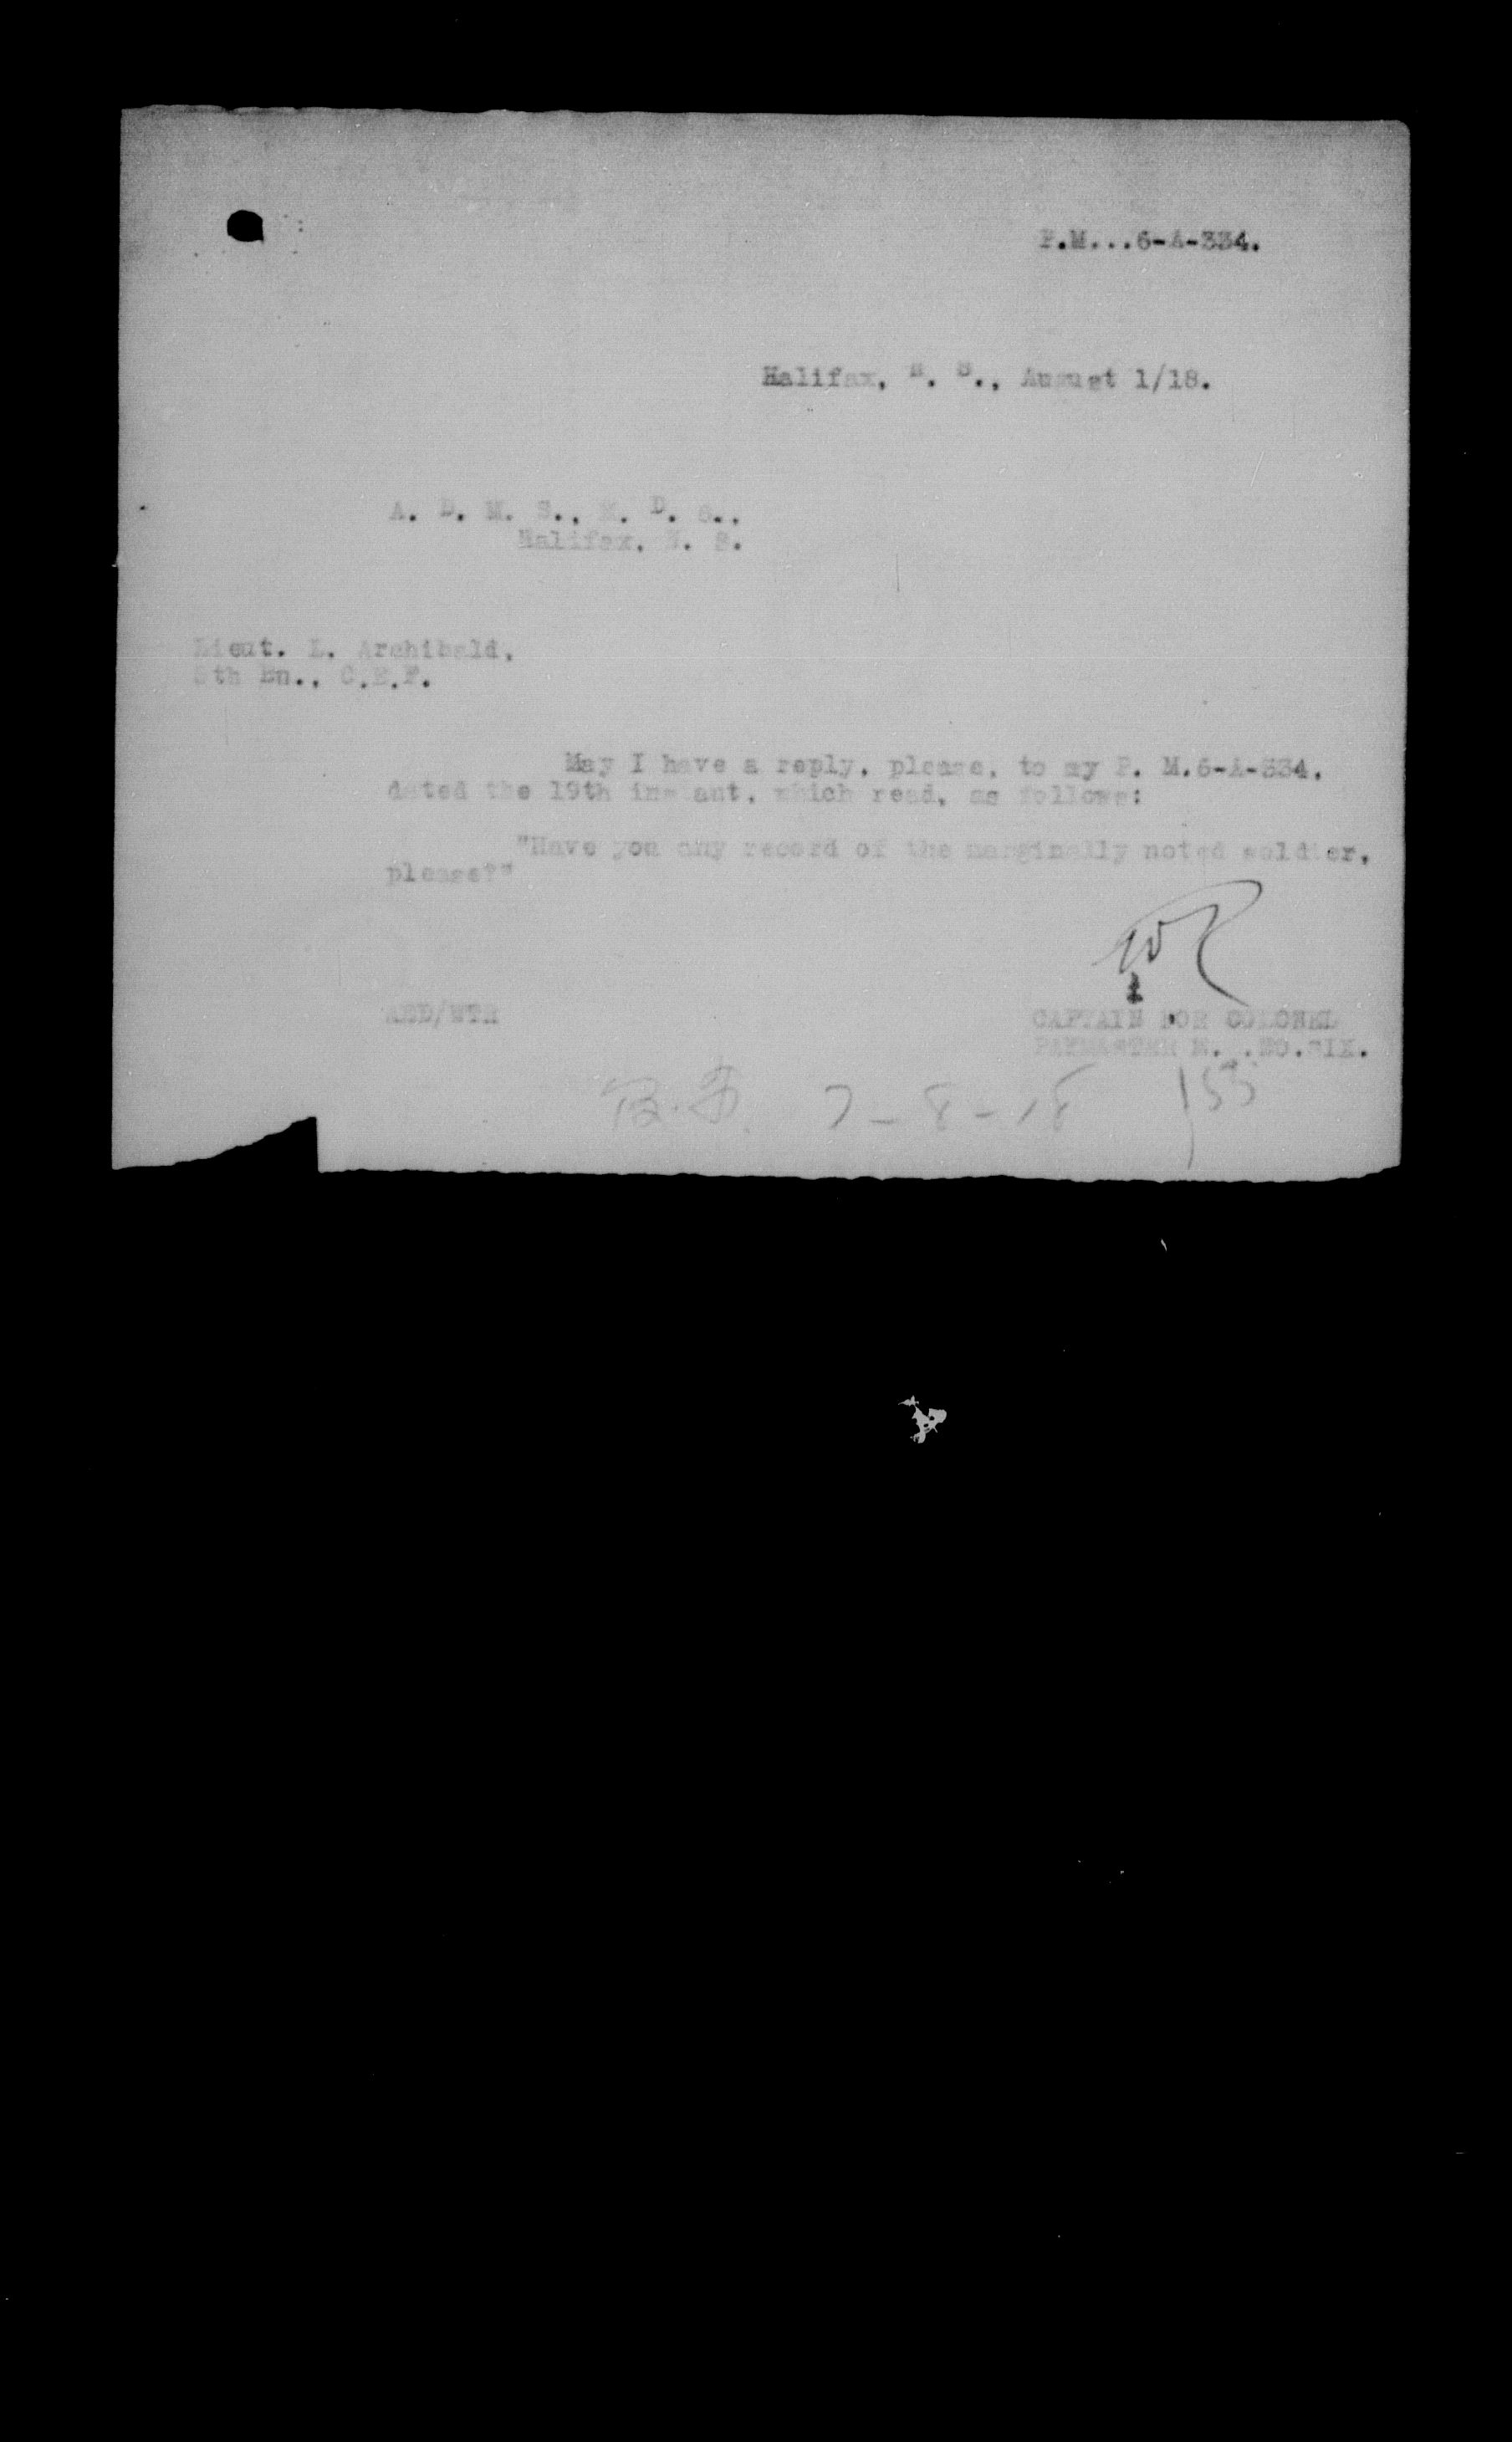 P.M...6-A-334.
Halifax, N. S., August 1/18.
A. D. M. S., M. D. 6.,
Halifax, N. S.
Lieut. L. Archibald,
5th Bn., C.E.F.
May I have a reply, please, to my P. M.6-A-334,
dated the 19th instant, which read, as follows:
"Have you any record of the marginally noted soldier,
please?"
CAPTAIN FOR COLONEL
PAYMASTER M. .NO.SIX.
7-8-18